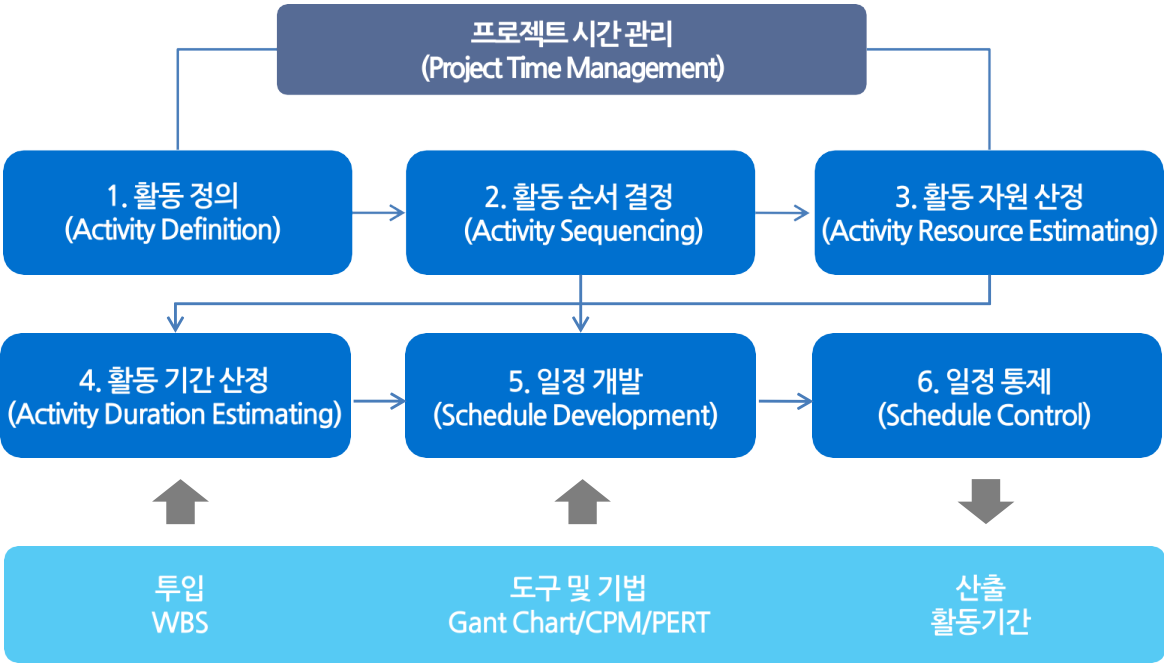 프로젝트 시간 관리
(Project Time Management)
1. 활동 정의
(Activity Definition)
2. 활동 순서 결정
(Activity Sequencing)
3. 활동 자원 산정
(Activity Resource Estimating)
4. 활동 기간 산정
(Activity Duration Estimating)
5. 일정 개발
(Schedule Development)
6. 일정 통제
(Schedule Control)
투입
WBS
도구 및 기법
Gant Chart/CPM/PERT
산출
활동기간